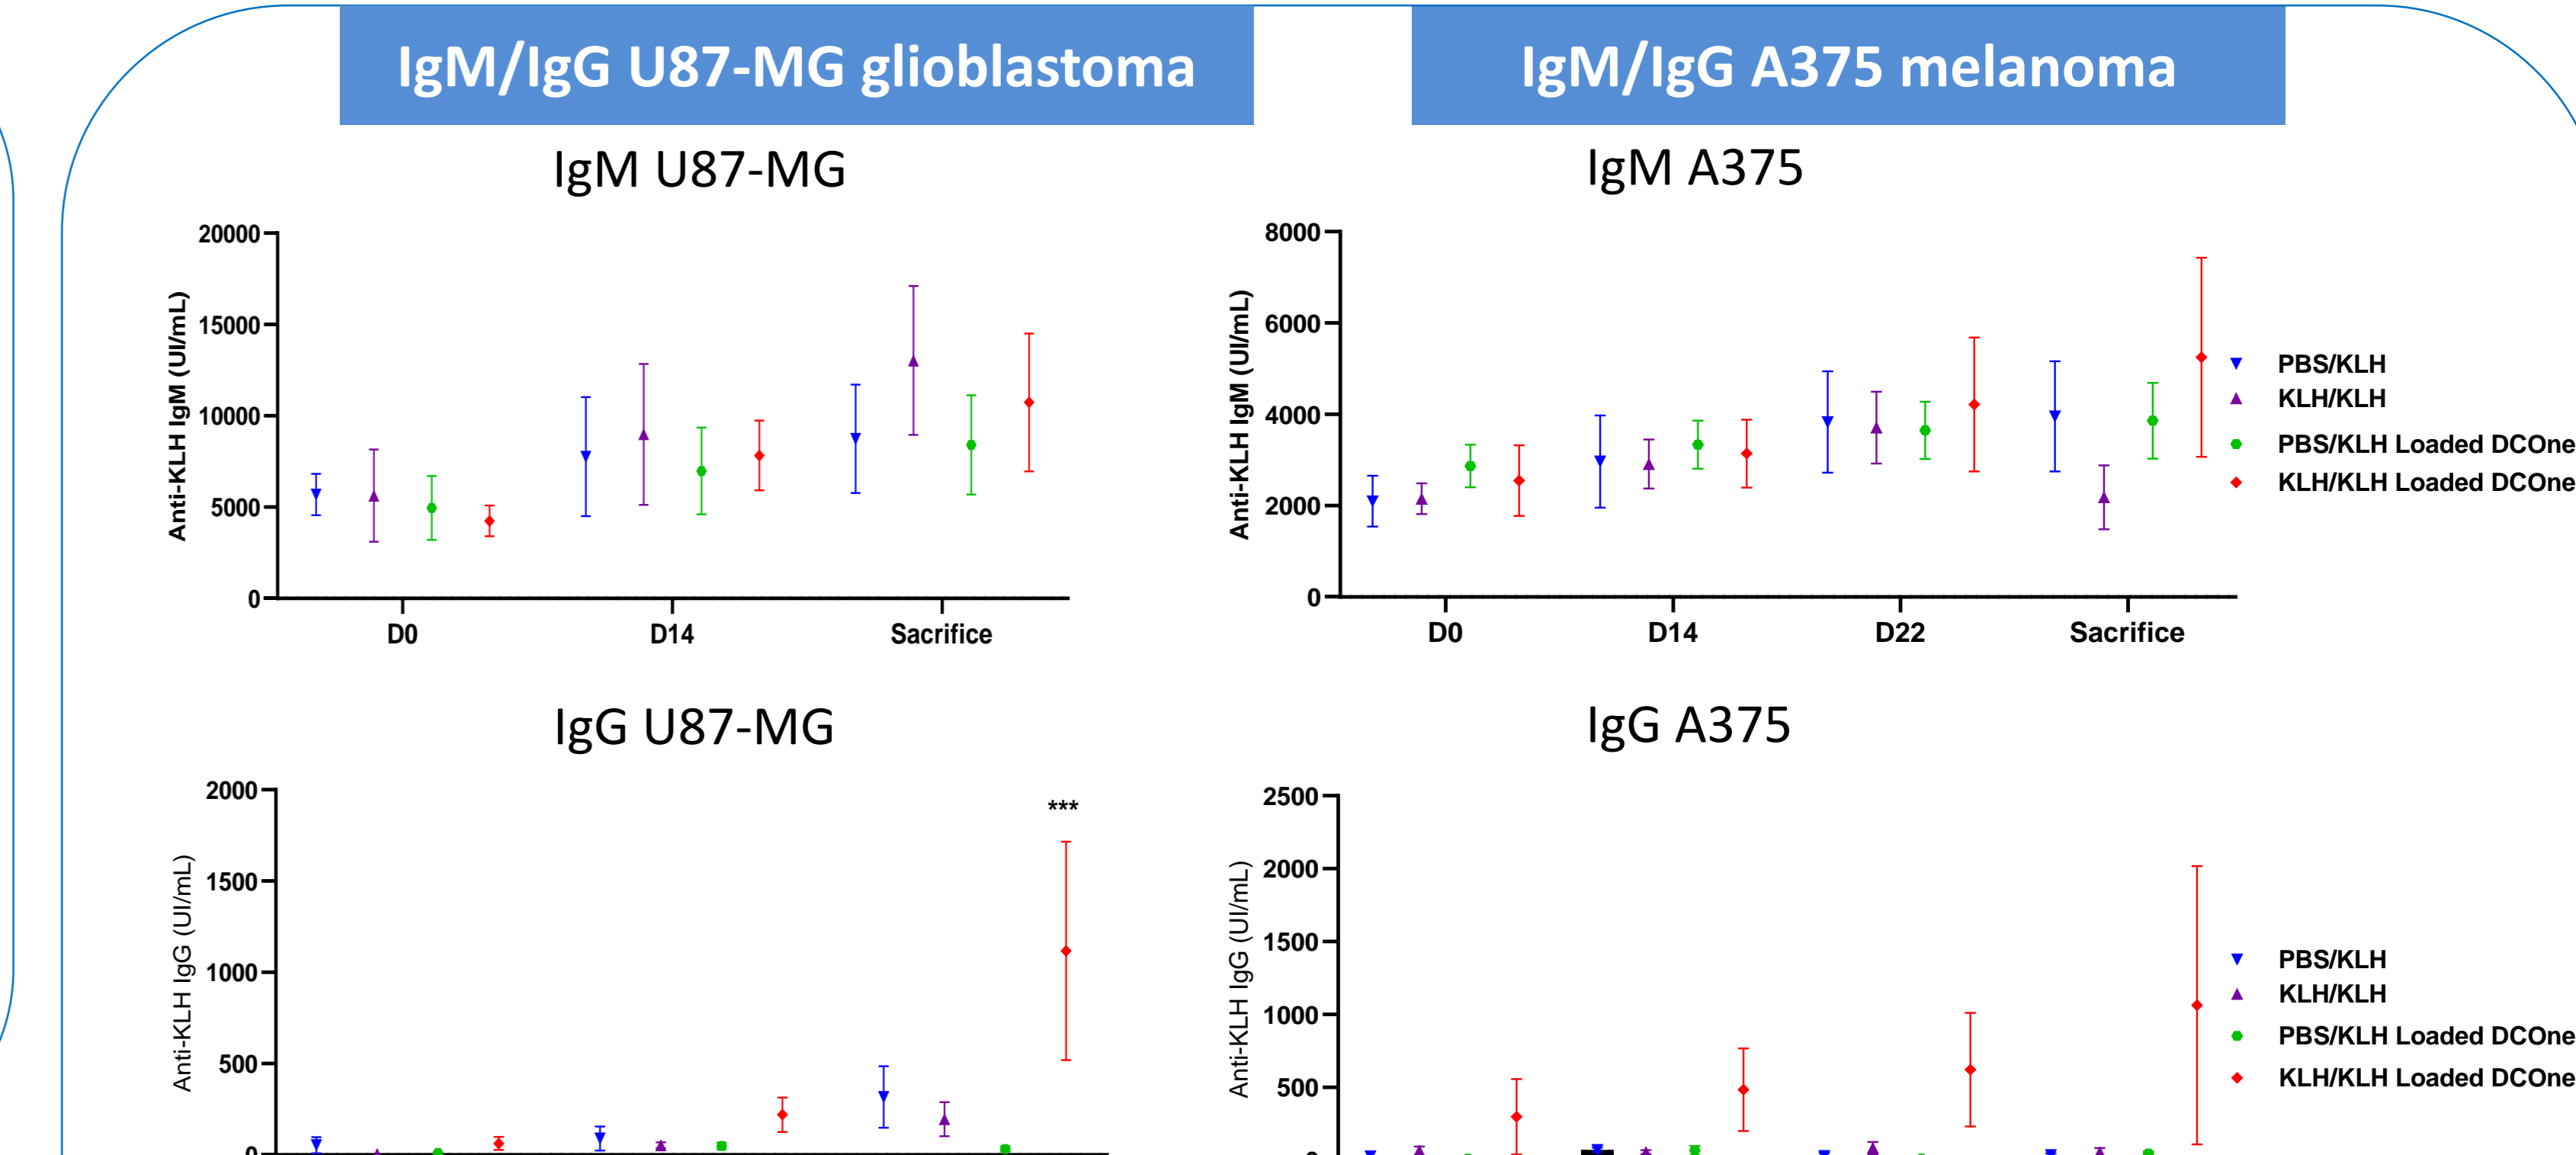 IgM/IgG U87-MG glioblastoma
IgM/IgG A375 melanoma
IgM U87-MG
Anti-KLH IgM (UI/mL)
20000
15000
10000
5000
0
D0 D14 Sacrifice
IgM A375
Anti-KLH IgM (UI/mL)
8000
6000
4000
2000
0
D0 D14 D22 Sacrifice
PBS/KLH
KLH/KLH
PBS/KLH Loaded DCOne
KLH/KLH Loaded DCOne
IgG U87-MG
Anti-KLH IgG (UI/mL)
2000
1500
1000
500
0
***
IgG A375
Anti-KLH IgG (UI/mL)
2500
2000
1500
1000
500
0
PBS/KLH
KLH/KLH
PBS/KLH Loaded DCOne
KLH/KLH Loaded DCOne